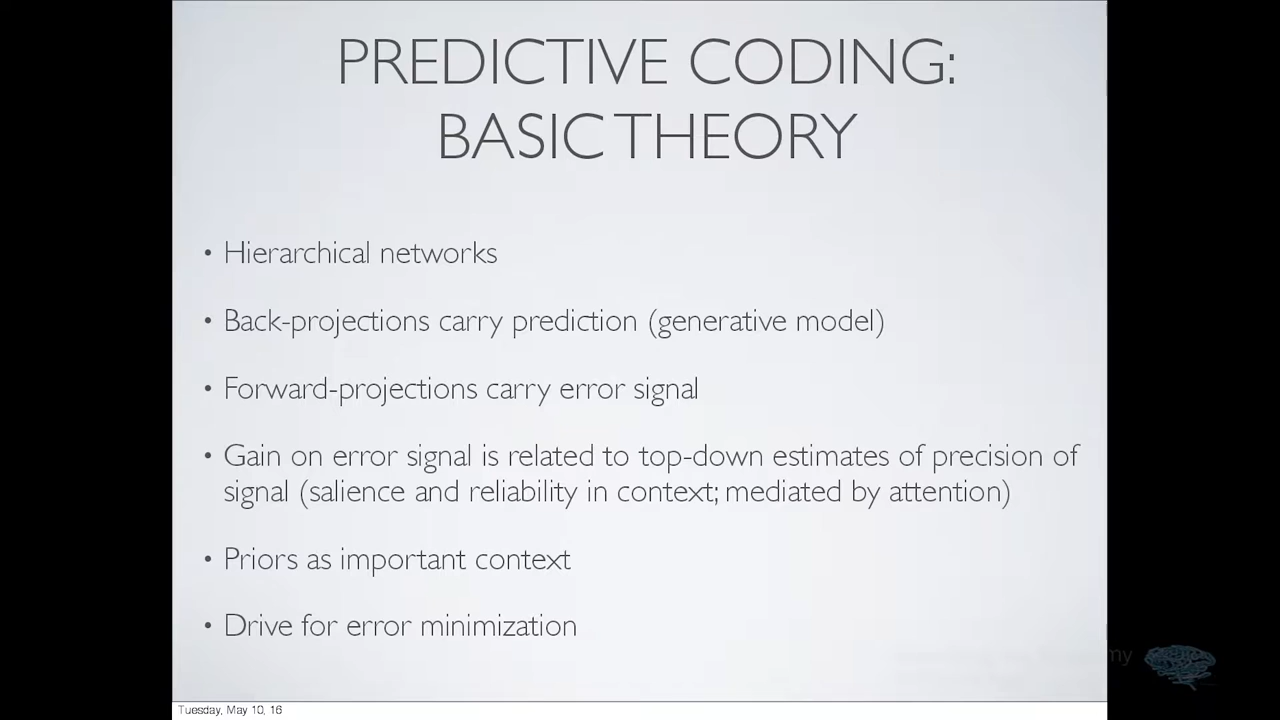 PREDICTIVE CODING:
BASIC THEORY
• Hierarchical networks
• Back-projections carry prediction (generative model)
• Forward-projections carry error signal
• Gain on error signal is related to top-down estimates of precision of
signal (salience and reliability in context; mediated by attention)
• Priors as important context
• Drive for error minimization
Tuesday, May 10, 16